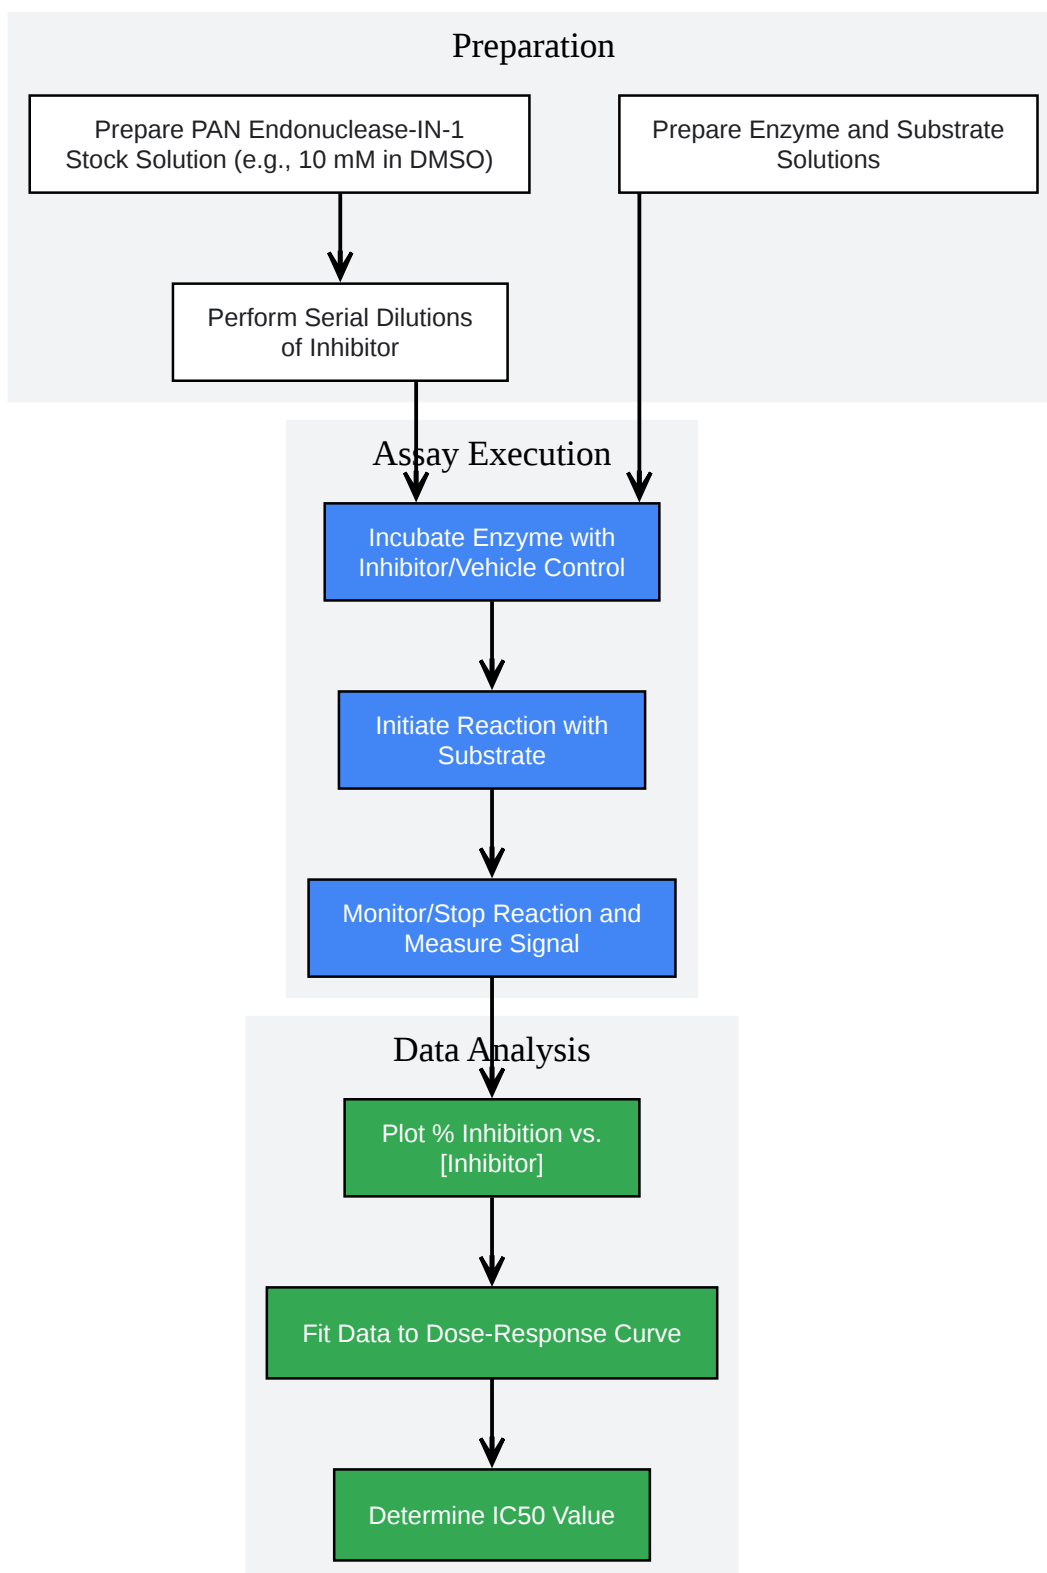 Preparation
Prepare PAN Endonuclease-IN-1
Stock Solution (e.g., 10 mM in DMSO)
Prepare Enzyme and Substrate
Solutions
Perform Serial Dilutions
of Inhibitor
Assay Execution
Incubate Enzyme with
Inhibitor/Vehicle Control
Initiate Reaction with
Substrate
Monitor/Stop Reaction and
Measure Signal
Data Analysis
Plot % Inhibition vs.
[Inhibitor]
Fit Data to Dose-Response Curve
Determine IC50 Value